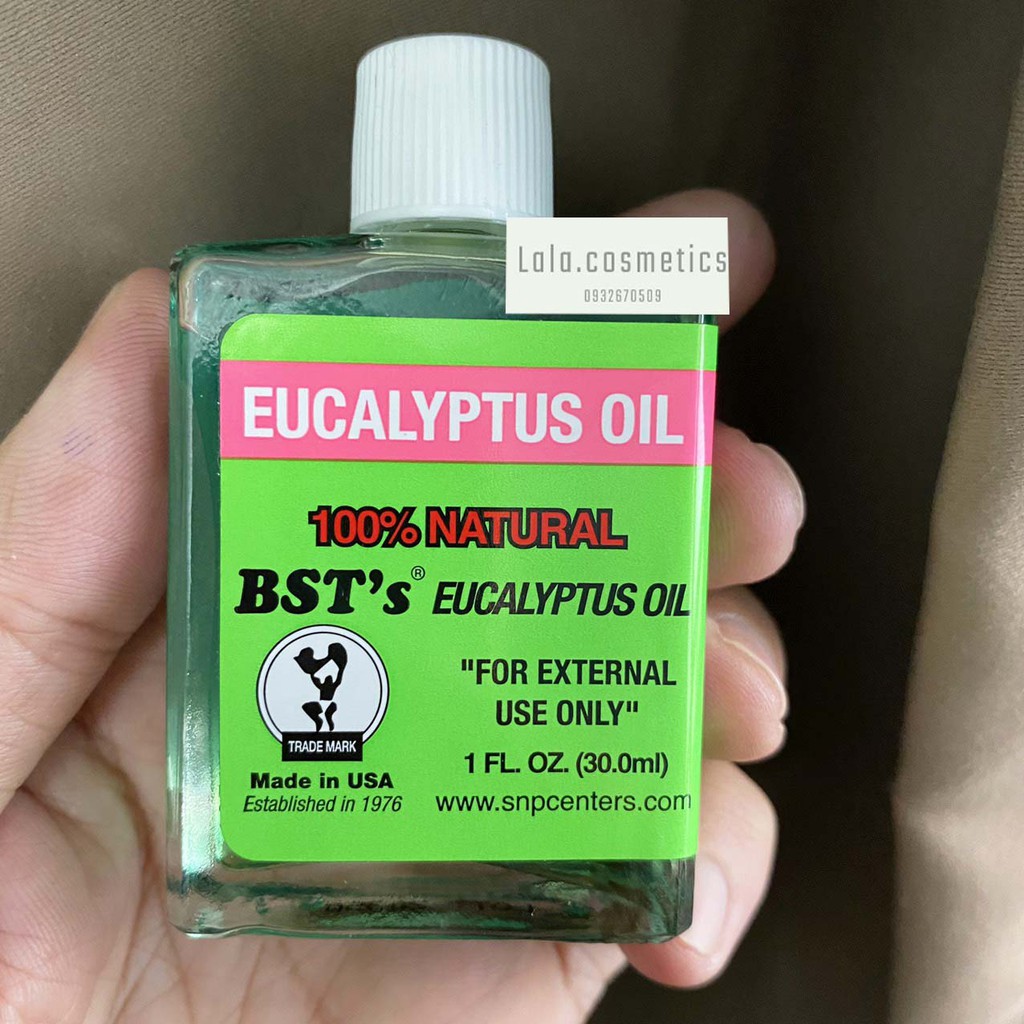 Lala.cosmetics
0932670509
EUCALYPTUS OIL
100% NATURAL
BST's® EUCALYPTUS OIL
"FOR EXTERNAL
USE ONLY"
1 FL. OZ. (30.0ml)
www.snpcenters.com
TRADE MARK
Made in USA
Established in 1976